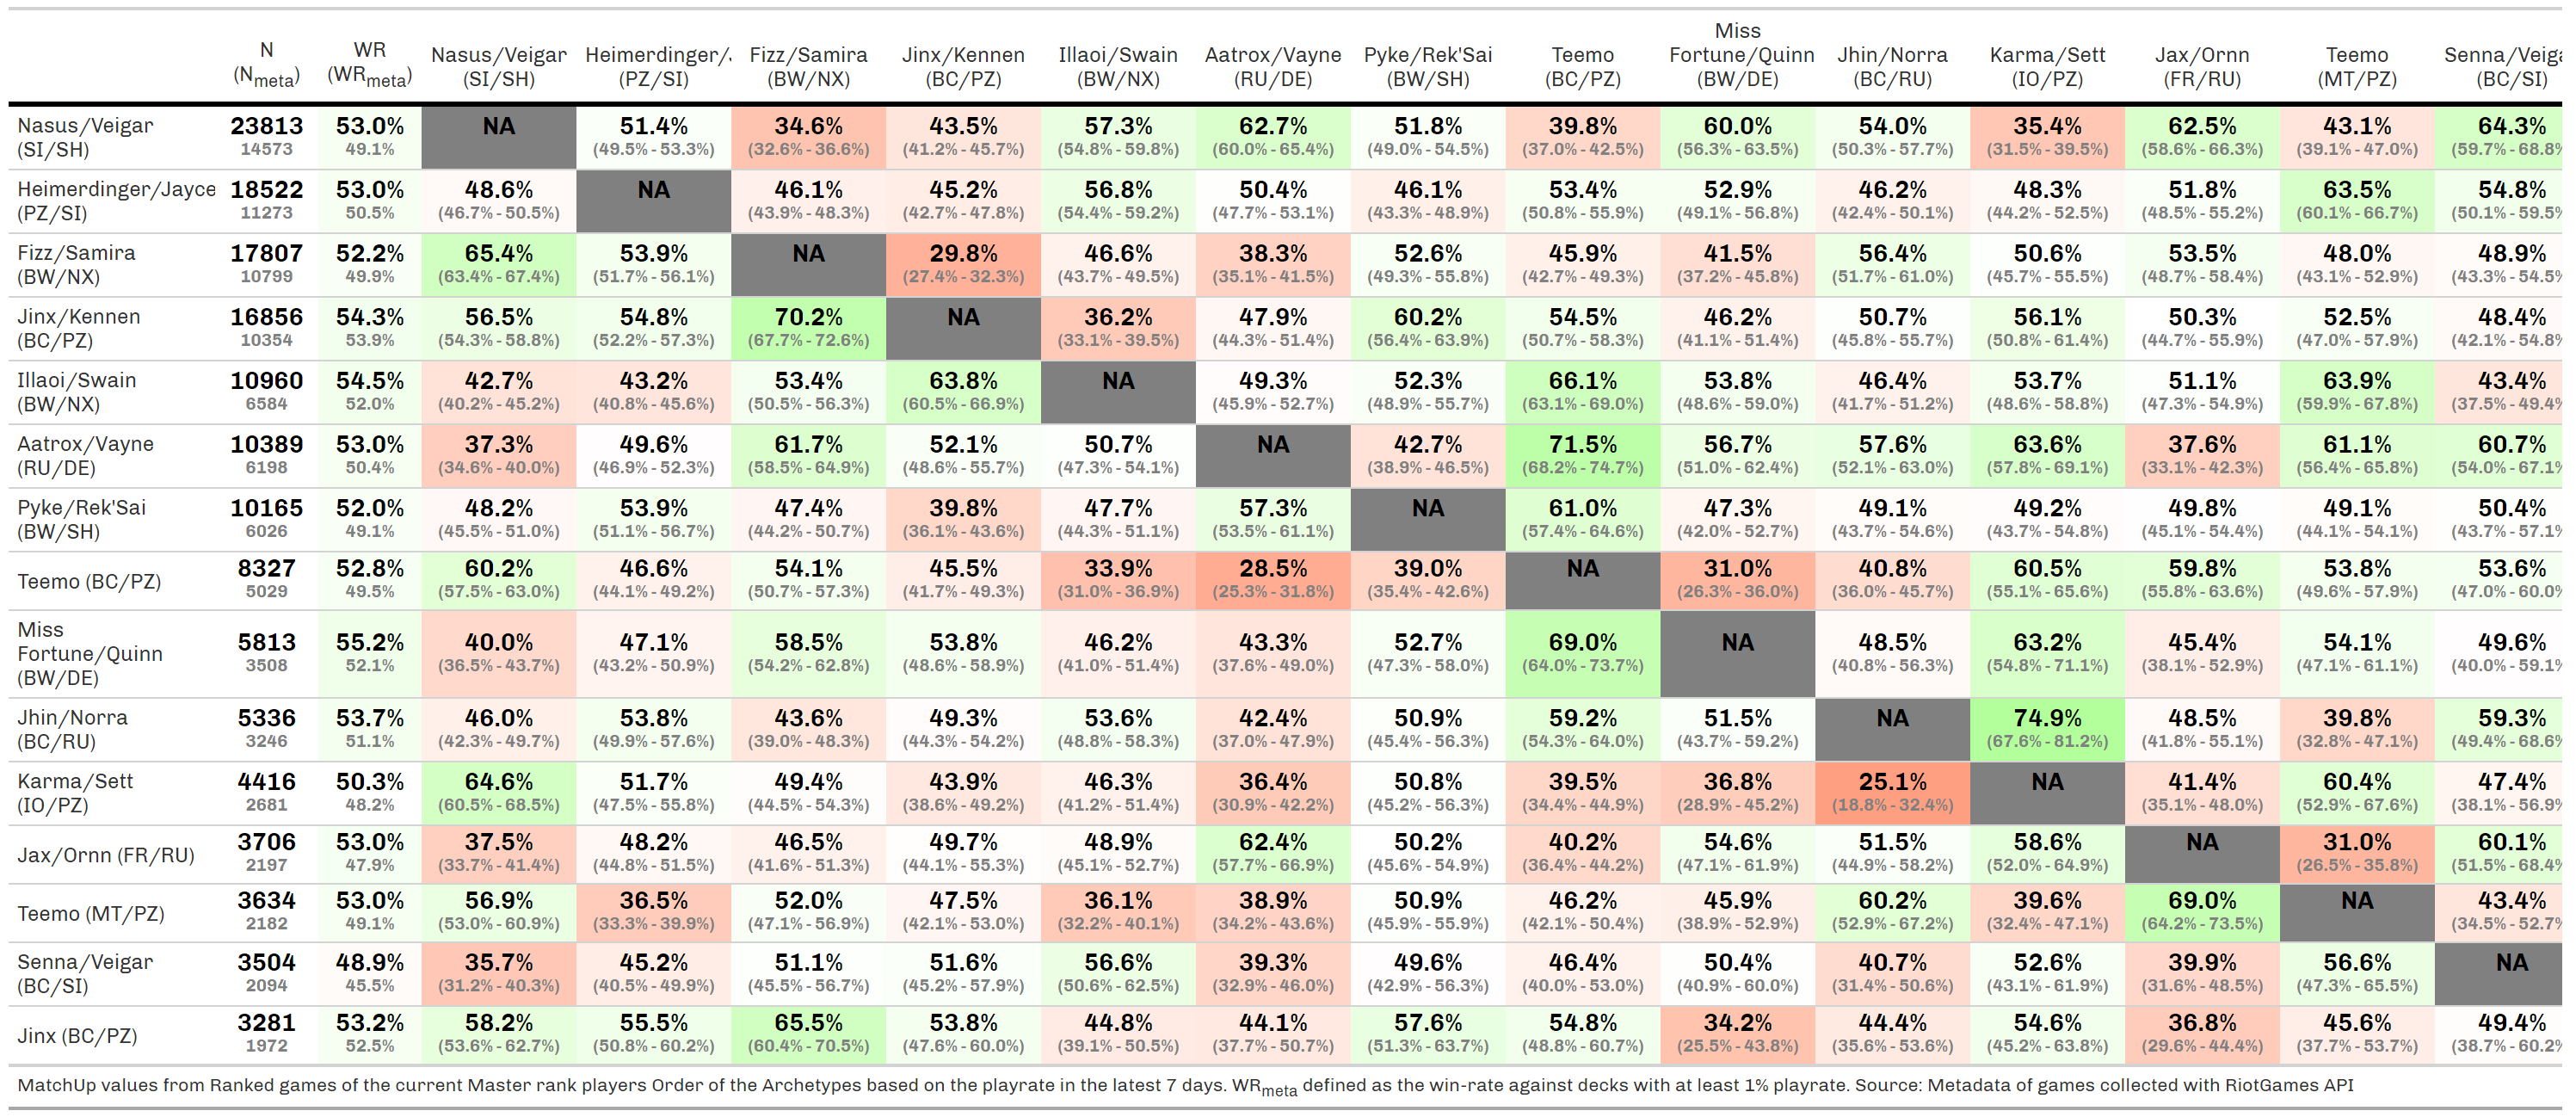 N WR Nasus/Veigar Heimerdinger/ Fizz/Samira Jinx/Kennen Illaoi/Swain Aatrox/Vayne Pyke/Rek'Sai Teemo Miss Fortune/Quinn Jhin/Norra Karma/Sett Jax/Ornn Teemo Senna/Veiga
(Nmeta) (WRmeta) (SI/SH) (PZ/SI) (BW/NX) (BC/PZ) (BW/NX) (RU/DE) (BW/SH) (BC/PZ) (BW/DE) (BC/RU) (IO/PZ) (FR/RU) (MT/PZ) (BC/SI)
Nasus/Veigar 23813 53.0% NA 51.4% 34.6% 43.5% 57.3% 62.7% 51.8% 39.8% 60.0% 54.0% 35.4% 62.5% 43.1% 64.3%
(SI/SH) 14573 49.1% (49.5% - 53.3%) (32.6% - 36.6%) (41.2% - 45.7%) (54.8% - 59.8%) (60.0% - 65.4%) (49.0% - 54.5%) (37.0% - 42.5%) (56.3% - 63.5%) (50.3% - 57.7%) (31.5% - 39.5%) (58.6% - 66.3%) (39.1% - 47.0%) (59.7% - 68.8%
Heimerdinger/Jayce 18522 53.0% 48.6% NA 46.1% 45.2% 56.8% 50.4% 46.1% 53.4% 52.9% 46.2% 48.3% 51.8% 63.5% 54.8%
(PZ/SI) 11273 50.5% (46.7% - 50.5%) (43.9% - 48.3%) (42.7% - 47.8%) (54.4% - 59.2%) (47.7% - 53.1%) (43.3% - 48.9%) (50.8% - 55.9%) (49.1% - 56.8%) (42.4% - 50.1%) (44.2% - 52.5%) (48.5% - 55.2%) (60.1% - 66.7%) (50.1% - 59.5%
Fizz/Samira 17807 52.2% 65.4% 53.9% NA 29.8% 46.6% 38.3% 52.6% 45.9% 41.5% 56.4% 50.6% 53.5% 48.0% 48.9%
(BW/NX) 10799 49.9% (63.4% - 67.4%) (51.7% - 56.1%) (27.4% - 32.3%) (43.7% - 49.5%) (35.1% - 41.5%) (49.3% - 55.8%) (42.7% - 49.3%) (37.2% - 45.8%) (51.7% - 61.0%) (45.7% - 55.5%) (48.7% - 58.4%) (43.1% - 52.9%) (43.3% - 54.5%
Jinx/Kennen 16856 54.3% 56.5% 54.8% 70.2% NA 36.2% 47.9% 60.2% 54.5% 46.2% 50.7% 56.1% 50.3% 52.5% 48.4%
(BC/PZ) 10354 53.9% (54.3% - 58.8%) (52.2% - 57.3%) (67.7% - 72.6%) (33.1% - 39.5%) (44.3% - 51.4%) (56.4% - 63.9%) (50.7% - 58.3%) (41.1% - 51.4%) (45.8% - 55.7%) (50.8% - 61.4%) (44.7% - 55.9%) (47.0% - 57.9%) (42.1% - 54.8%
Illaoi/Swain 10960 54.5% 42.7% 43.2% 53.4% 63.8% NA 49.3% 52.3% 66.1% 53.8% 46.4% 53.7% 51.1% 63.9% 43.4%
(BW/NX) 6584 52.0% (40.2% - 45.2%) (40.8% - 45.6%) (50.5% - 56.3%) (60.5% - 66.9%) (45.9% - 52.7%) (48.9% - 55.7%) (63.1% - 69.0%) (48.6% - 59.0%) (41.7% - 51.2%) (48.6% - 58.8%) (47.3% - 54.9%) (59.9% - 67.8%) (37.5% - 49.4%
Aatrox/Vayne 10389 53.0% 37.3% 49.6% 61.7% 52.1% 50.7% NA 42.7% 71.5% 56.7% 57.6% 63.6% 37.6% 61.1% 60.7%
(RU/DE) 6198 50.4% (34.6% - 40.0%) (46.9% - 52.3%) (58.5% - 64.9%) (48.6% - 55.7%) (47.3% - 54.1%) (38.9% - 46.5%) (68.2% - 74.7%) (51.0% - 62.4%) (52.1% - 63.0%) (57.8% - 69.1%) (33.1% - 42.3%) (56.4% - 65.8%) (54.0% - 67.1%
Pyke/Rek'Sai 10165 52.0% 48.2% 53.9% 47.4% 39.8% 47.7% 57.3% NA 61.0% 47.3% 49.1% 49.2% 49.8% 49.1% 50.4%
(BW/SH) 6026 49.1% (45.5% - 51.0%) (51.1% - 56.7%) (44.2% - 50.7%) (36.1% - 43.6%) (44.3% - 51.1%) (53.5% - 61.1%) (57.4% - 64.6%) (42.0% - 52.7%) (43.7% - 54.6%) (43.7% - 54.8%) (45.1% - 54.4%) (44.1% - 54.1%) (43.7% - 57.1%
Teemo (BC/PZ) 8327 52.8% 60.2% 46.6% 54.1% 45.5% 33.9% 28.5% 39.0% NA 31.0% 40.8% 60.5% 59.8% 53.8% 53.6%
5029 49.5% (57.5% - 63.0%) (44.1% - 49.2%) (50.7% - 57.3%) (41.7% - 49.3%) (31.0% - 36.9%) (25.3% - 31.8%) (35.4% - 42.6%) (26.3% - 36.0%) (36.0% - 45.7%) (55.1% - 65.6%) (55.8% - 63.6%) (49.6% - 57.9%) (47.0% - 60.0%
Miss
Fortune/Quinn 5813 55.2% 40.0% 47.1% 58.5% 53.8% 46.2% 43.3% 52.7% 69.0% NA 48.5% 63.2% 45.4% 54.1% 49.6%
(BW/DE) 3508 52.1% (36.5% - 43.7%) (43.2% - 50.9%) (54.2% - 62.8%) (48.6% - 58.9%) (41.0% - 51.4%) (37.6% - 49.0%) (47.3% - 58.0%) (64.0% - 73.7%) (40.8% - 56.3%) (54.8% - 71.1%) (38.1% - 52.9%) (47.1% - 61.1%) (40.0% - 59.1%
Jhin/Norra 5336 53.7% 46.0% 53.8% 43.6% 49.3% 53.6% 42.4% 50.9% 59.2% 51.5% NA 74.9% 48.5% 39.8% 59.3%
(BC/RU) 3246 51.1% (42.3% - 49.7%) (49.9% - 57.6%) (39.0% - 48.3%) (44.3% - 54.2%) (48.8% - 58.3%) (37.0% - 47.9%) (45.4% - 56.3%) (54.3% - 64.0%) (43.7% - 59.2%) (67.6% - 81.2%) (41.8% - 55.1%) (32.8% - 47.1%) (49.4% - 68.6%
Karma/Sett 4416 50.3% 64.6% 51.7% 49.4% 43.9% 46.3% 36.4% 50.8% 39.5% 36.8% 25.1% NA 41.4% 60.4% 47.4%
(IO/PZ) 2681 48.2% (60.5% - 68.5%) (47.5% - 55.8%) (44.5% - 54.3%) (38.6% - 49.2%) (41.2% - 51.4%) (30.9% - 42.2%) (45.2% - 56.3%) (34.4% - 44.9%) (28.9% - 45.2%) (18.8% - 32.4%) (35.1% - 48.0%) (52.9% - 67.6%) (38.1% - 56.9%
Jax/Ornn (FR/RU) 3706 53.0% 37.5% 48.2% 46.5% 49.7% 48.9% 62.4% 50.2% 40.2% 54.6% 51.5% 58.6% NA 31.0% 60.1%
2197 47.9% (33.7% - 41.4%) (44.8% - 51.5%) (41.6% - 51.3%) (44.1% - 55.3%) (45.1% - 52.7%) (57.7% - 66.9%) (45.6% - 54.9%) (36.4% - 44.2%) (47.1% - 61.9%) (44.9% - 58.2%) (52.0% - 64.9%) (26.5% - 35.8%) (51.5% - 68.4%
Teemo (MT/PZ) 3634 53.0% 56.9% 36.5% 52.0% 47.5% 36.1% 38.9% 50.9% 46.2% 45.9% 60.2% 39.6% 69.0% NA 43.4%
2182 49.1% (53.0% - 60.9%) (33.3% - 39.9%) (47.1% - 56.9%) (42.1% - 53.0%) (32.2% - 40.1%) (34.2% - 43.6%) (45.9% - 55.9%) (42.1% - 50.4%) (38.9% - 52.9%) (52.9% - 67.2%) (32.4% - 47.1%) (64.2% - 73.5%) (34.5% - 52.7%
Senna/Veigar 3504 48.9% 35.7% 45.2% 51.1% 51.6% 56.6% 39.3% 49.6% 46.4% 50.4% 40.7% 52.6% 39.9% 56.6% NA
(BC/SI) 2094 45.5% (31.2% - 40.3%) (40.5% - 49.9%) (45.5% - 56.7%) (45.2% - 57.9%) (50.6% - 62.5%) (32.9% - 46.0%) (42.9% - 56.3%) (40.0% - 53.0%) (40.9% - 60.0%) (31.4% - 50.6%) (43.1% - 61.9%) (31.6% - 48.5%) (47.3% - 65.5%)
Jinx (BC/PZ) 3281 53.2% 58.2% 55.5% 65.5% 53.8% 44.8% 44.1% 57.6% 54.8% 34.2% 44.4% 54.6% 36.8% 45.6% 49.4%
1972 52.5% (53.6% - 62.7%) (50.8% - 60.2%) (60.4% - 70.5%) (47.6% - 60.0%) (39.1% - 50.5%) (37.7% - 50.7%) (51.3% - 63.7%) (48.8% - 60.7%) (25.5% - 43.8%) (35.6% - 53.6%) (45.2% - 63.8%) (29.6% - 44.4%) (37.7% - 53.7%) (38.7% - 60.2%
MatchUp values from Ranked games of the current Master rank players Order of the Archetypes based on the playrate in the latest 7 days. WRmeta defined as the win-rate against decks with at least 1% playrate. Source: Metadata of games collected with RiotGames API